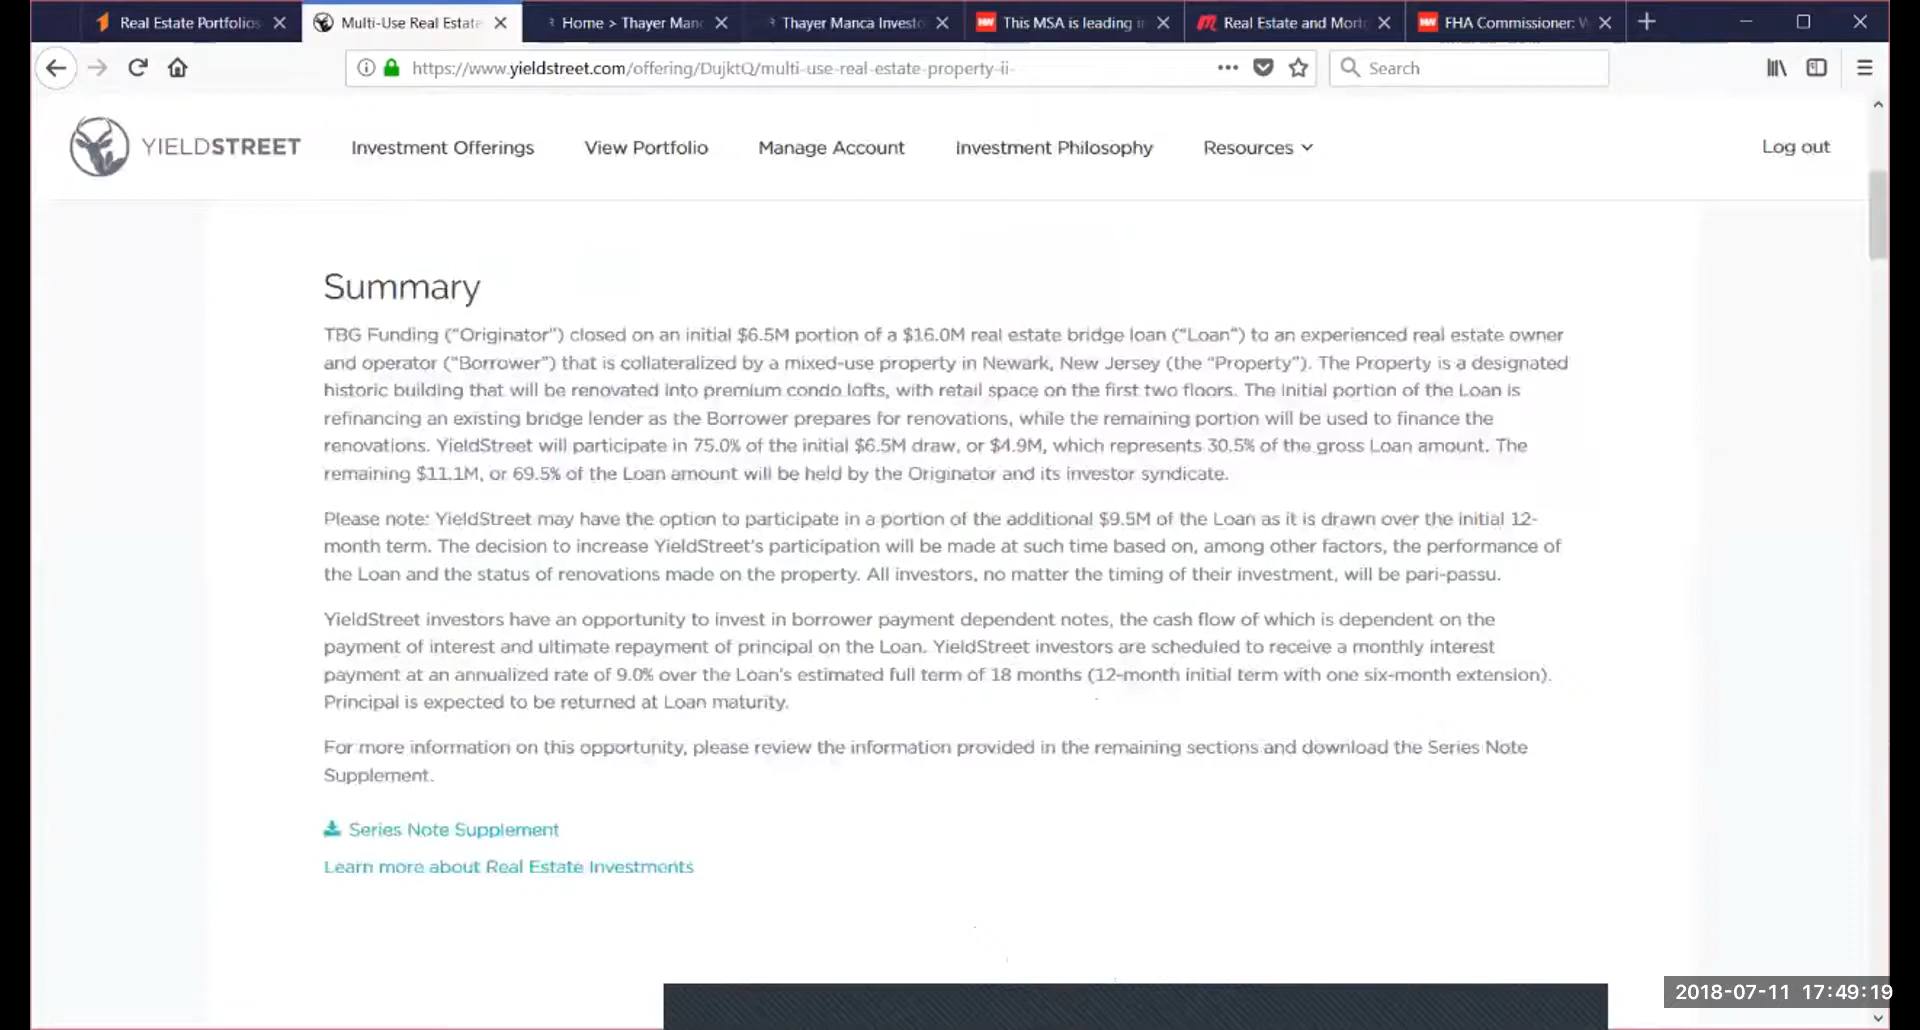 Real Estate Portfolios
Multi-Use Real Estate
Home > Thayer Man
Thayer Manca Invest
This MSA is leading i
Real Estate and Mort
FHA Commissioner: W
https://www.yieldstreet.com/offering/DujktQ/multi-use-real-estate-property-ii-
Search
YIELDSTREET
Investment Offerings
View Portfolio
Manage Account
Investment Philosophy
Resources
Log out
Summary
TBG Funding (“Originator”) closed on an initial $6.5M portion of a $16.0M real estate bridge loan (“Loan”) to an experienced real estate owner
and operator (“Borrower”) that is collateralized by a mixed-use property in Newark, New Jersey (the “Property”). The Property is a designated
historic building that will be renovated into premium condo lofts, with retail space on the first two floors. The initial portion of the Loan is
refinancing an existing bridge lender as the Borrower prepares for renovations, while the remaining portion will be used to finance the
renovations. YieldStreet will participate in 75.0% of the initial $6.5M draw, or $4.9M, which represents 30.5% of the gross Loan amount. The
remaining $11.1M, or 69.5% of the Loan amount will be held by the Originator and its investor syndicate.
Please note: YieldStreet may have the option to participate in a portion of the additional $9.5M of the Loan as it is drawn over the initial 12-
month term. The decision to increase YieldStreet’s participation will be made at such time based on, among other factors, the performance of
the Loan and the status of renovations made on the property. All investors, no matter the timing of their investment, will be pari-passu.
YieldStreet investors have an opportunity to invest in borrower payment dependent notes, the cash flow of which is dependent on the
payment of interest and ultimate repayment of principal on the Loan. YieldStreet investors are scheduled to receive a monthly interest
payment at an annualized rate of 9.0% over the Loan’s estimated full term of 18 months (12-month initial term with one six-month extension).
Principal is expected to be returned at Loan maturity.
For more information on this opportunity, please review the information provided in the remaining sections and download the Series Note
Supplement.
Series Note Supplement
Learn more about Real Estate Investments
2018-07-11 17:49:19